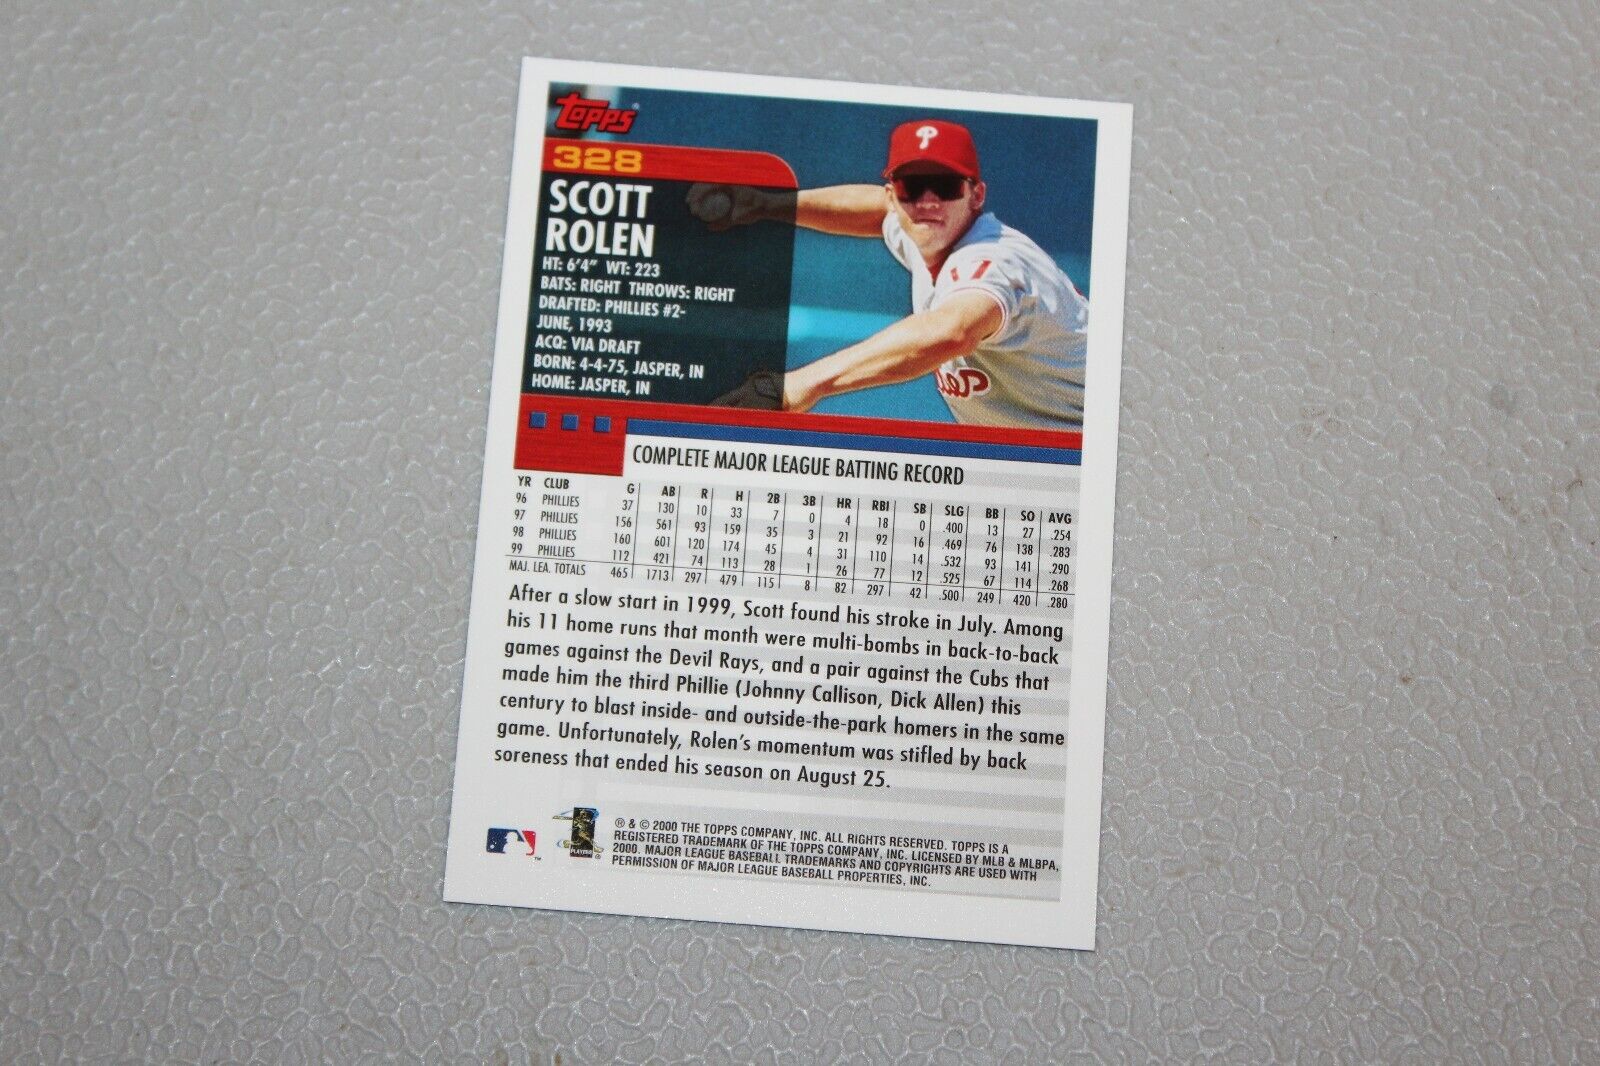 topps®
328
SCOTT
ROLEN
HT: 6'4" WT: 223
BATS: RIGHT THROWS: RIGHT
DRAFTED: PHILLIES #2-
JUNE, 1993
ACQ: VIA DRAFT
BORN: 4-4-75, JASPER, IN
HOME: JASPER, IN
P
17
COMPLETE MAJOR LEAGUE BATTING RECORD
YR CLUB G AB R H 2B 3B HR RBI SB SLG BB SO AVG
96 PHILLIES 37 130 10 33 7 0 4 18 0 .400 13 27 .254
97 PHILLIES 156 561 93 159 35 3 21 92 16 .469 76 138 .283
98 PHILLIES 160 601 120 174 45 4 31 110 14 .532 93 141 .290
99 PHILLIES 112 421 74 113 28 1 26 77 12 .525 67 114 .268
MAJ. LEA. TOTALS 465 1713 297 479 115 8 82 297 42 .500 249 420 .280
After a slow start in 1999, Scott found his stroke in July. Among
his 11 home runs that month were multi-bombs in back-to-back
games against the Devil Rays, and a pair against the Cubs that
made him the third Phillie (Johnny Callison, Dick Allen) this
century to blast inside- and outside-the-park homers in the same
game. Unfortunately, Rolen's momentum was stifled by back
soreness that ended his season on August 25.
® & © 2000 THE TOPPS COMPANY, INC. ALL RIGHTS RESERVED. TOPPS IS A
REGISTERED TRADEMARK OF THE TOPPS COMPANY, INC. LICENSED BY MLB & MLBPA,
2000. MAJOR LEAGUE BASEBALL TRADEMARKS AND COPYRIGHTS ARE USED WITH
PERMISSION OF MAJOR LEAGUE BASEBALL PROPERTIES, INC.